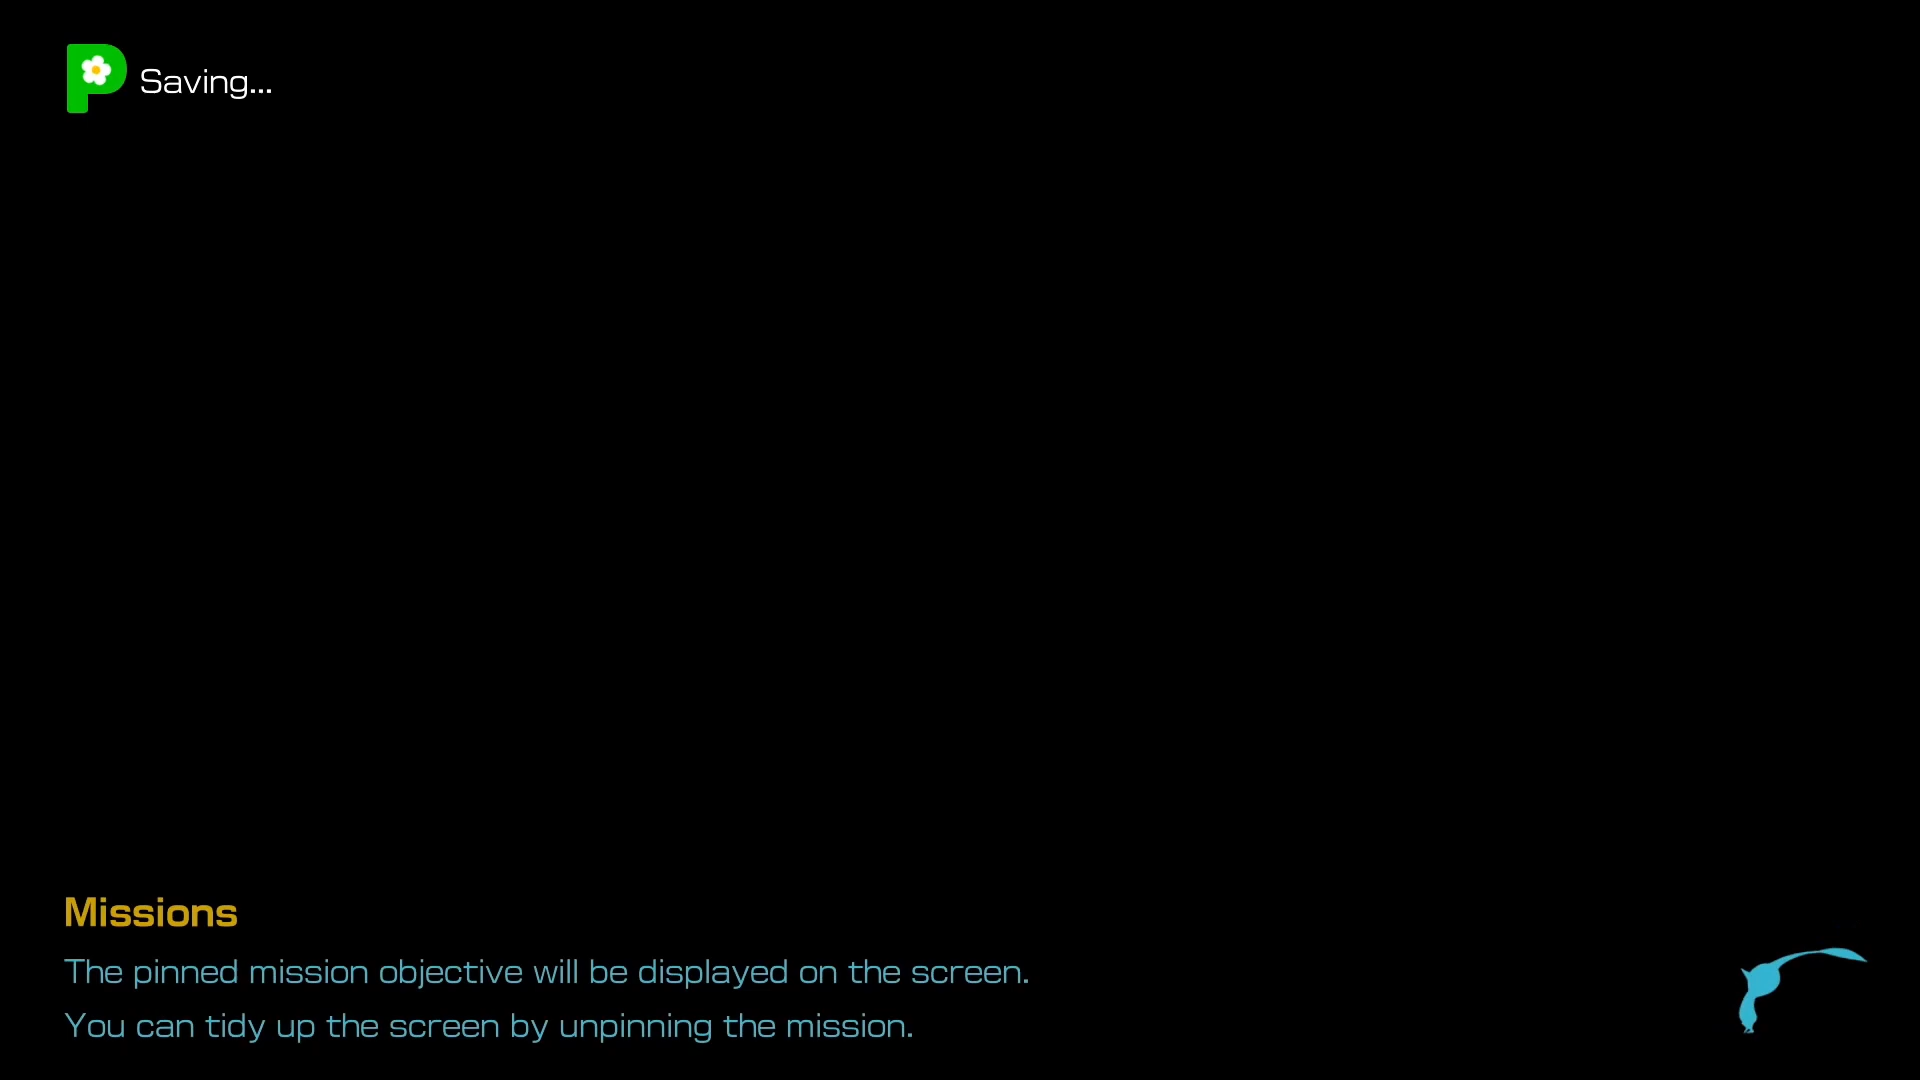 P Saving...
Missions
The pinned mission objective will be displayed on the screen.
You can tidy up the screen by unpinning the mission.